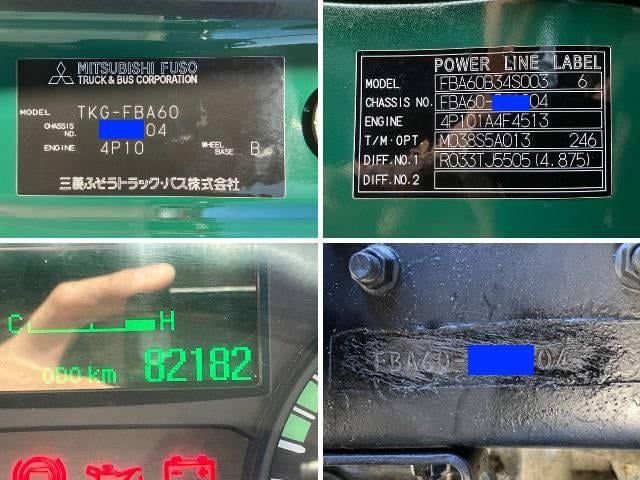 MITSUBISHI FUSO
TRUCK & BUS CORPORATION
MODEL TKG-FBA60
CHASSIS NO. 04
ENGINE 4P10 WHEEL BASE B
三菱ふそうトラック・バス株式会社
POWER LINE LABEL
MODEL FBA60B34S003 6
CHASSIS NO. FBA60- 04
ENGINE 4P101A4F4513
T/M・OPT M038S5A013 246
DIFF.NO.1 R033TJ5505(4.875)
DIFF.NO.2
C H
000 km 82182
FBA60- 04